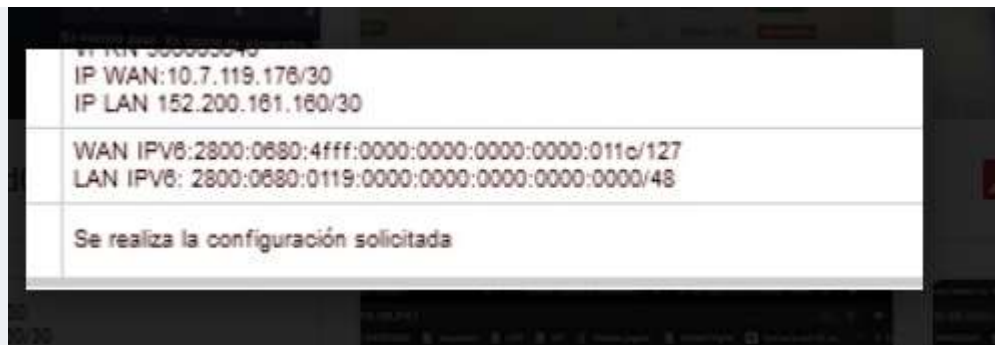 IP WAN:10.7.119.176/30
IP LAN 152.200.161.160/30
WAN IPV6:2800:0680:4fff:0000:0000:0000:0000:011c/127
LAN IPV6: 2800:0680:0119:0000:0000:0000:0000:0000/48
Se realiza la configuración solicitada